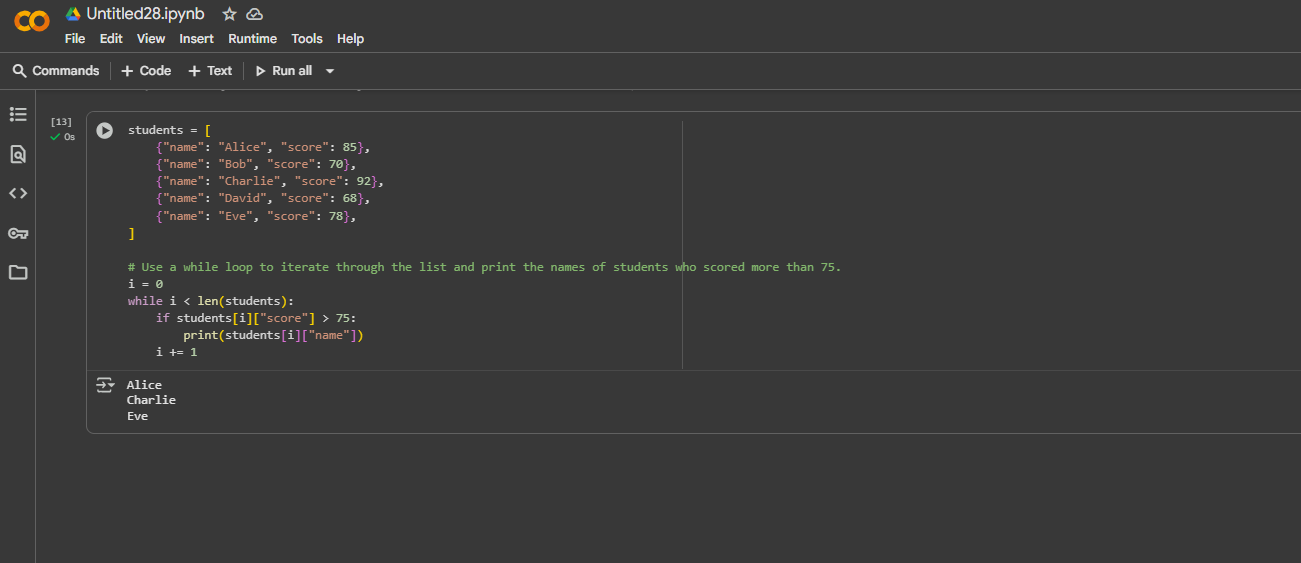 Untitled28.ipynb
File Edit View Insert Runtime Tools Help
Commands + Code + Text Run all
[13]
0s
students = [
    {"name": "Alice", "score": 85},
    {"name": "Bob", "score": 70},
    {"name": "Charlie", "score": 92},
    {"name": "David", "score": 68},
    {"name": "Eve", "score": 78},
]
# Use a while loop to iterate through the list and print the names of students who scored more than 75.
i = 0
while i < len(students):
    if students[i]["score"] > 75:
        print(students[i]["name"])
    i += 1
Alice
Charlie
Eve